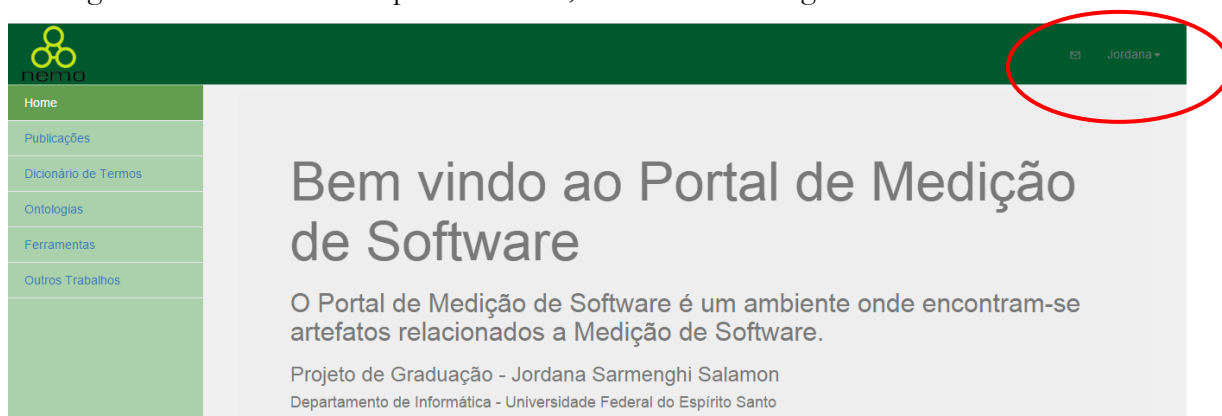 nemo
Jordana
Home
Publicações
Dicionário de Termos
Ontologias
Ferramentas
Outros Trabalhos
Bem vindo ao Portal de Medição
de Software
O Portal de Medição de Software é um ambiente onde encontram-se
artefatos relacionados a Medição de Software.
Projeto de Graduação - Jordana Sarmenghi Salamon
Departamento de Informática - Universidade Federal do Espírito Santo